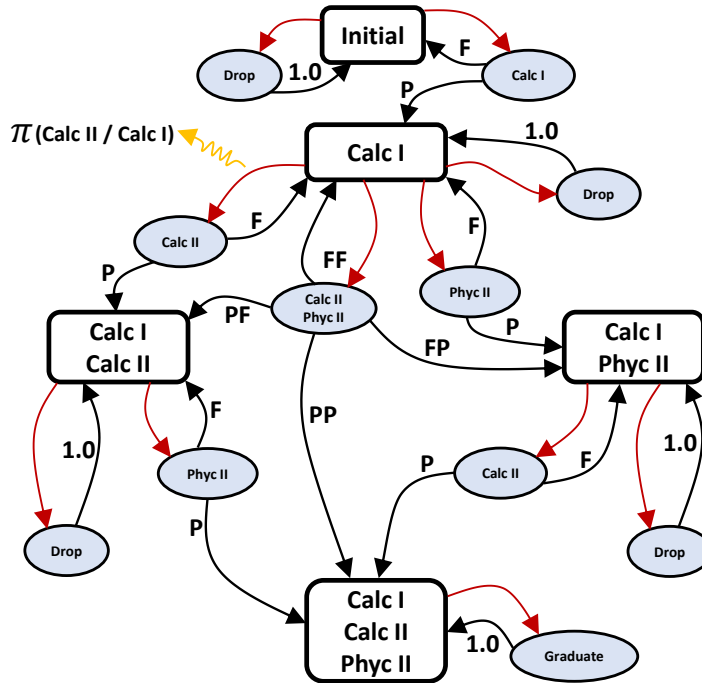 Initial
Drop
1.0
F
Calc I
P
π (Calc II / Calc I)
Calc I
1.0
Drop
Calc II
F
FF
F
Phyc II
P
Calc II
Phyc II
PF
P
FP
Calc I
Calc II
Calc I
Phyc II
PP
F
1.0
Phyc II
P
Calc II
F
1.0
P
Drop
Drop
Calc I
Calc II
Phyc II
1.0
Graduate